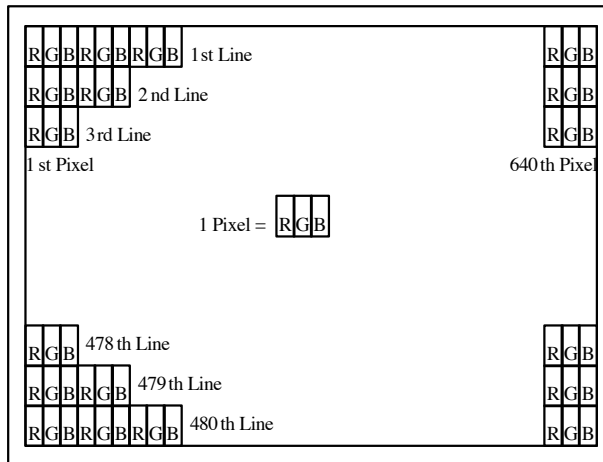 RGBRGBRGB 1st Line RGB
RGBRGB 2nd Line RGB
RGB 3rd Line RGB
1st Pixel 640th Pixel
1 Pixel = RGB
RGB 478th Line RGB
RGBRGB 479th Line RGB
RGBRGBRGB 480th Line RGB